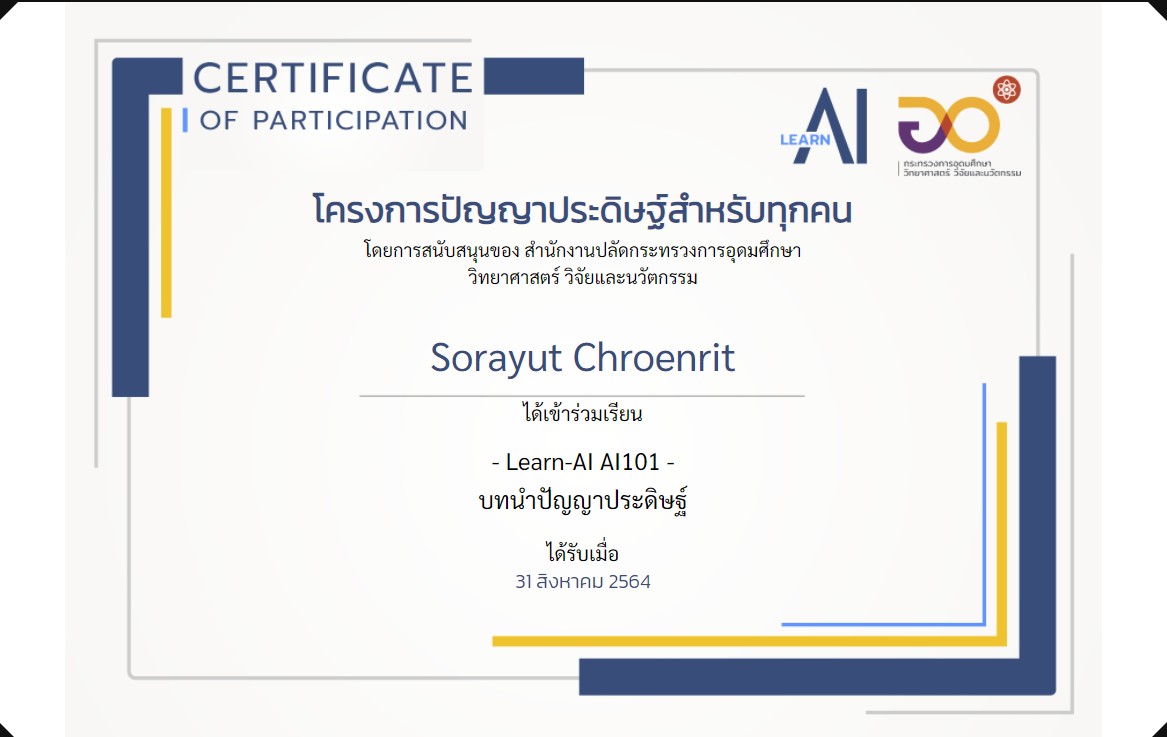 CERTIFICATE
OF PARTICIPATION
LEARN AI
อว
กระทรวงการอุดมศึกษา
วิทยาศาสตร์ วิจัยและนวัตกรรม
โครงการปัญญาประดิษฐ์สำหรับทุกคน
โดยการสนับสนุนของ สำนักงานปลัดกระทรวงการอุดมศึกษา
วิทยาศาสตร์ วิจัยและนวัตกรรม
Sorayut Chroenrit
ได้เข้าร่วมเรียน
- Learn-AI AI101 -
บทนำปัญญาประดิษฐ์
ได้รับเมื่อ
31 สิงหาคม 2564